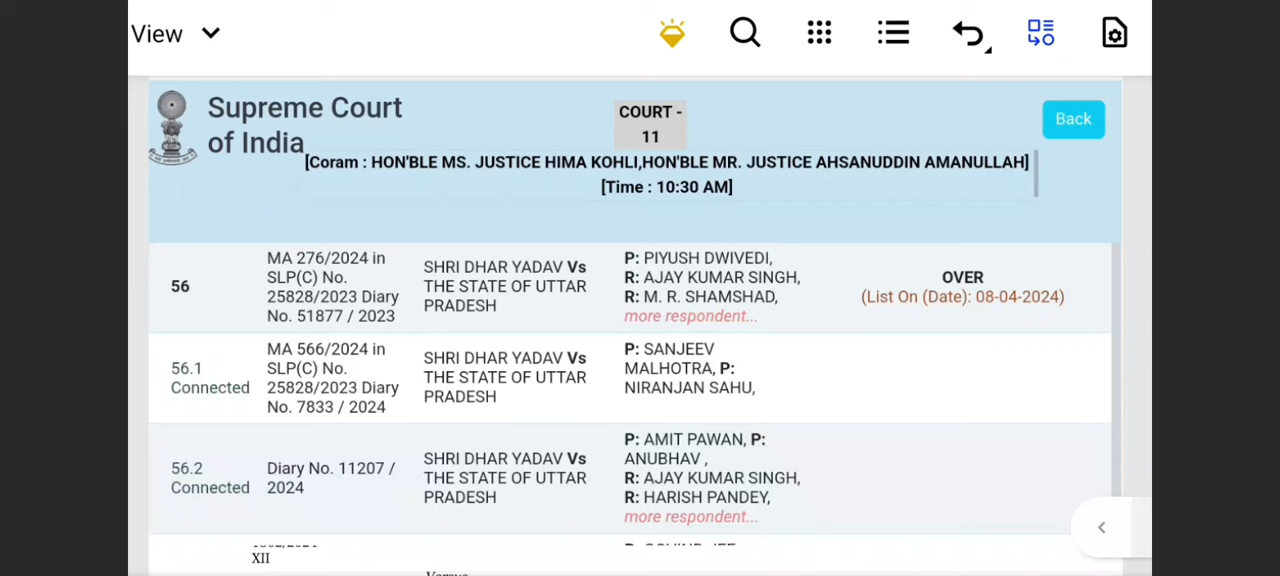 View
Supreme Court
of India
COURT -
11
Back
[Coram : HON'BLE MS. JUSTICE HIMA KOHLI,HON'BLE MR. JUSTICE AHSANUDDIN AMANULLAH]
[Time : 10:30 AM]
56
MA 276/2024 in
SLP(C) No.
25828/2023 Diary
No. 51877 / 2023
SHRI DHAR YADAV Vs
THE STATE OF UTTAR
PRADESH
P: PIYUSH DWIVEDI,
R: AJAY KUMAR SINGH,
R: M. R. SHAMSHAD,
more respondent...
OVER
(List On (Date): 08-04-2024)
56.1
Connected
MA 566/2024 in
SLP(C) No.
25828/2023 Diary
No. 7833 / 2024
SHRI DHAR YADAV Vs
THE STATE OF UTTAR
PRADESH
P: SANJEEV
MALHOTRA, P:
NIRANJAN SAHU,
56.2
Connected
Diary No. 11207 /
2024
SHRI DHAR YADAV Vs
THE STATE OF UTTAR
PRADESH
P: AMIT PAWAN, P:
ANUBHAV ,
R: AJAY KUMAR SINGH,
R: HARISH PANDEY,
more respondent...
XII